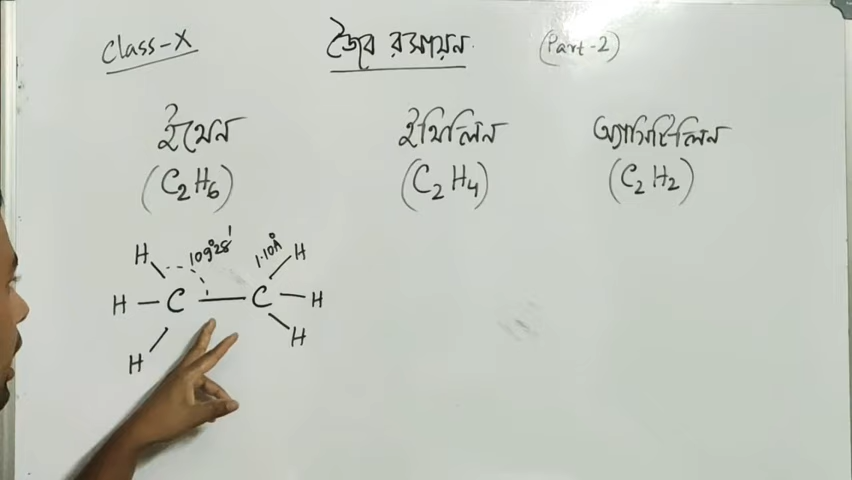 Class-X
জৈব রসায়ন
(Part-2)
ইথেন
(C₂H₆)
ইথিলিন
(C₂H₄)
অ্যাসিটিলিন
(C₂H₂)
109°28'
1.10Å
H H
H – C — C – H
H H